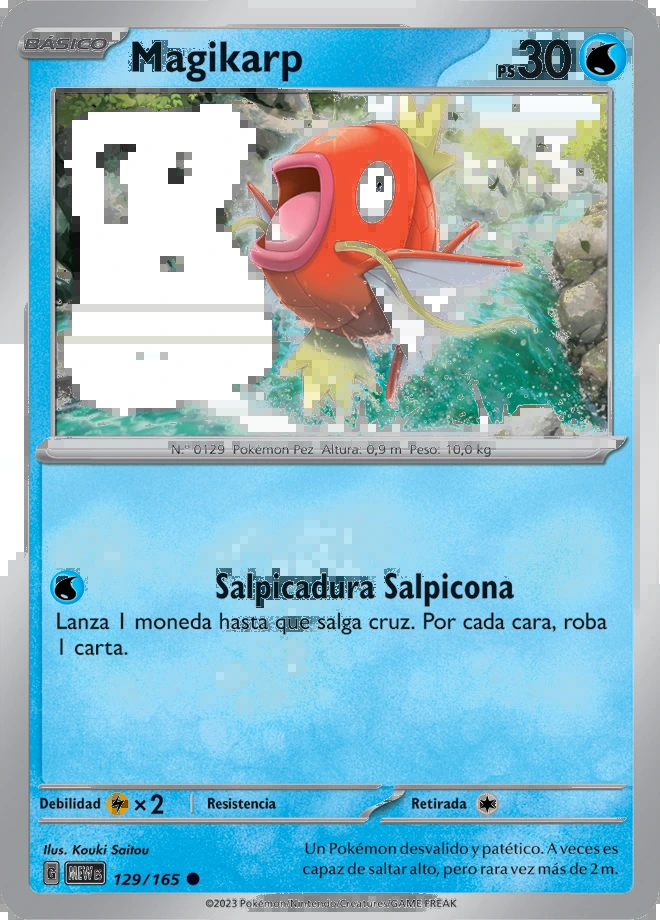 BÁSICO
Magikarp
PS 30
N.º 0129 Pokémon Pez Altura: 0,9 m Peso: 10,0 kg
Salpicadura Salpicona
Lanza 1 moneda hasta que salga cruz. Por cada cara, roba
1 carta.
Debilidad ×2 Resistencia Retirada
Ilus. Kouki Saitou
Un Pokémon desvalido y patético. A veces es
capaz de saltar alto, pero rara vez más de 2 m.
G MEW ES 129/165
©2023 Pokémon/Nintendo/Creatures/GAME FREAK